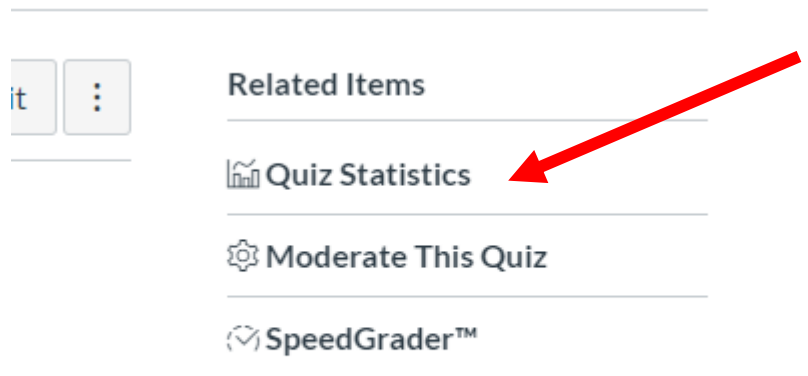 it
Related Items
Quiz Statistics
Moderate This Quiz
SpeedGrader™